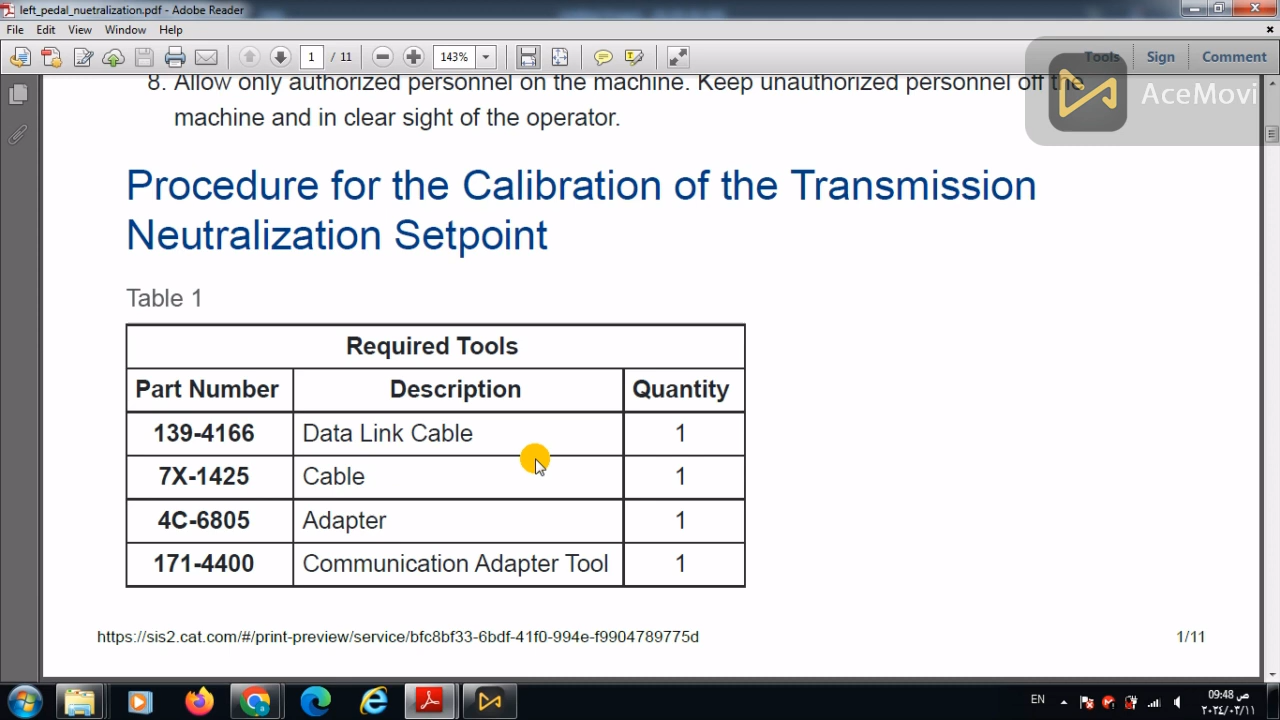 left_pedal_nuetralization.pdf - Adobe Reader
File Edit View Window Help
1 / 11 143% Tools Sign Comment
8. Allow only authorized personnel on the machine. Keep unauthorized personnel off the
machine and in clear sight of the operator.
AceMovi
Procedure for the Calibration of the Transmission
Neutralization Setpoint
Table 1
Required Tools
Part Number Description Quantity
139-4166 Data Link Cable 1
7X-1425 Cable 1
4C-6805 Adapter 1
171-4400 Communication Adapter Tool 1
https://sis2.cat.com/#/print-preview/service/bfc8bf33-6bdf-41f0-994e-f9904789775d 1/11
EN
09:48 ص
٢٠٢٤/٠٣/١١